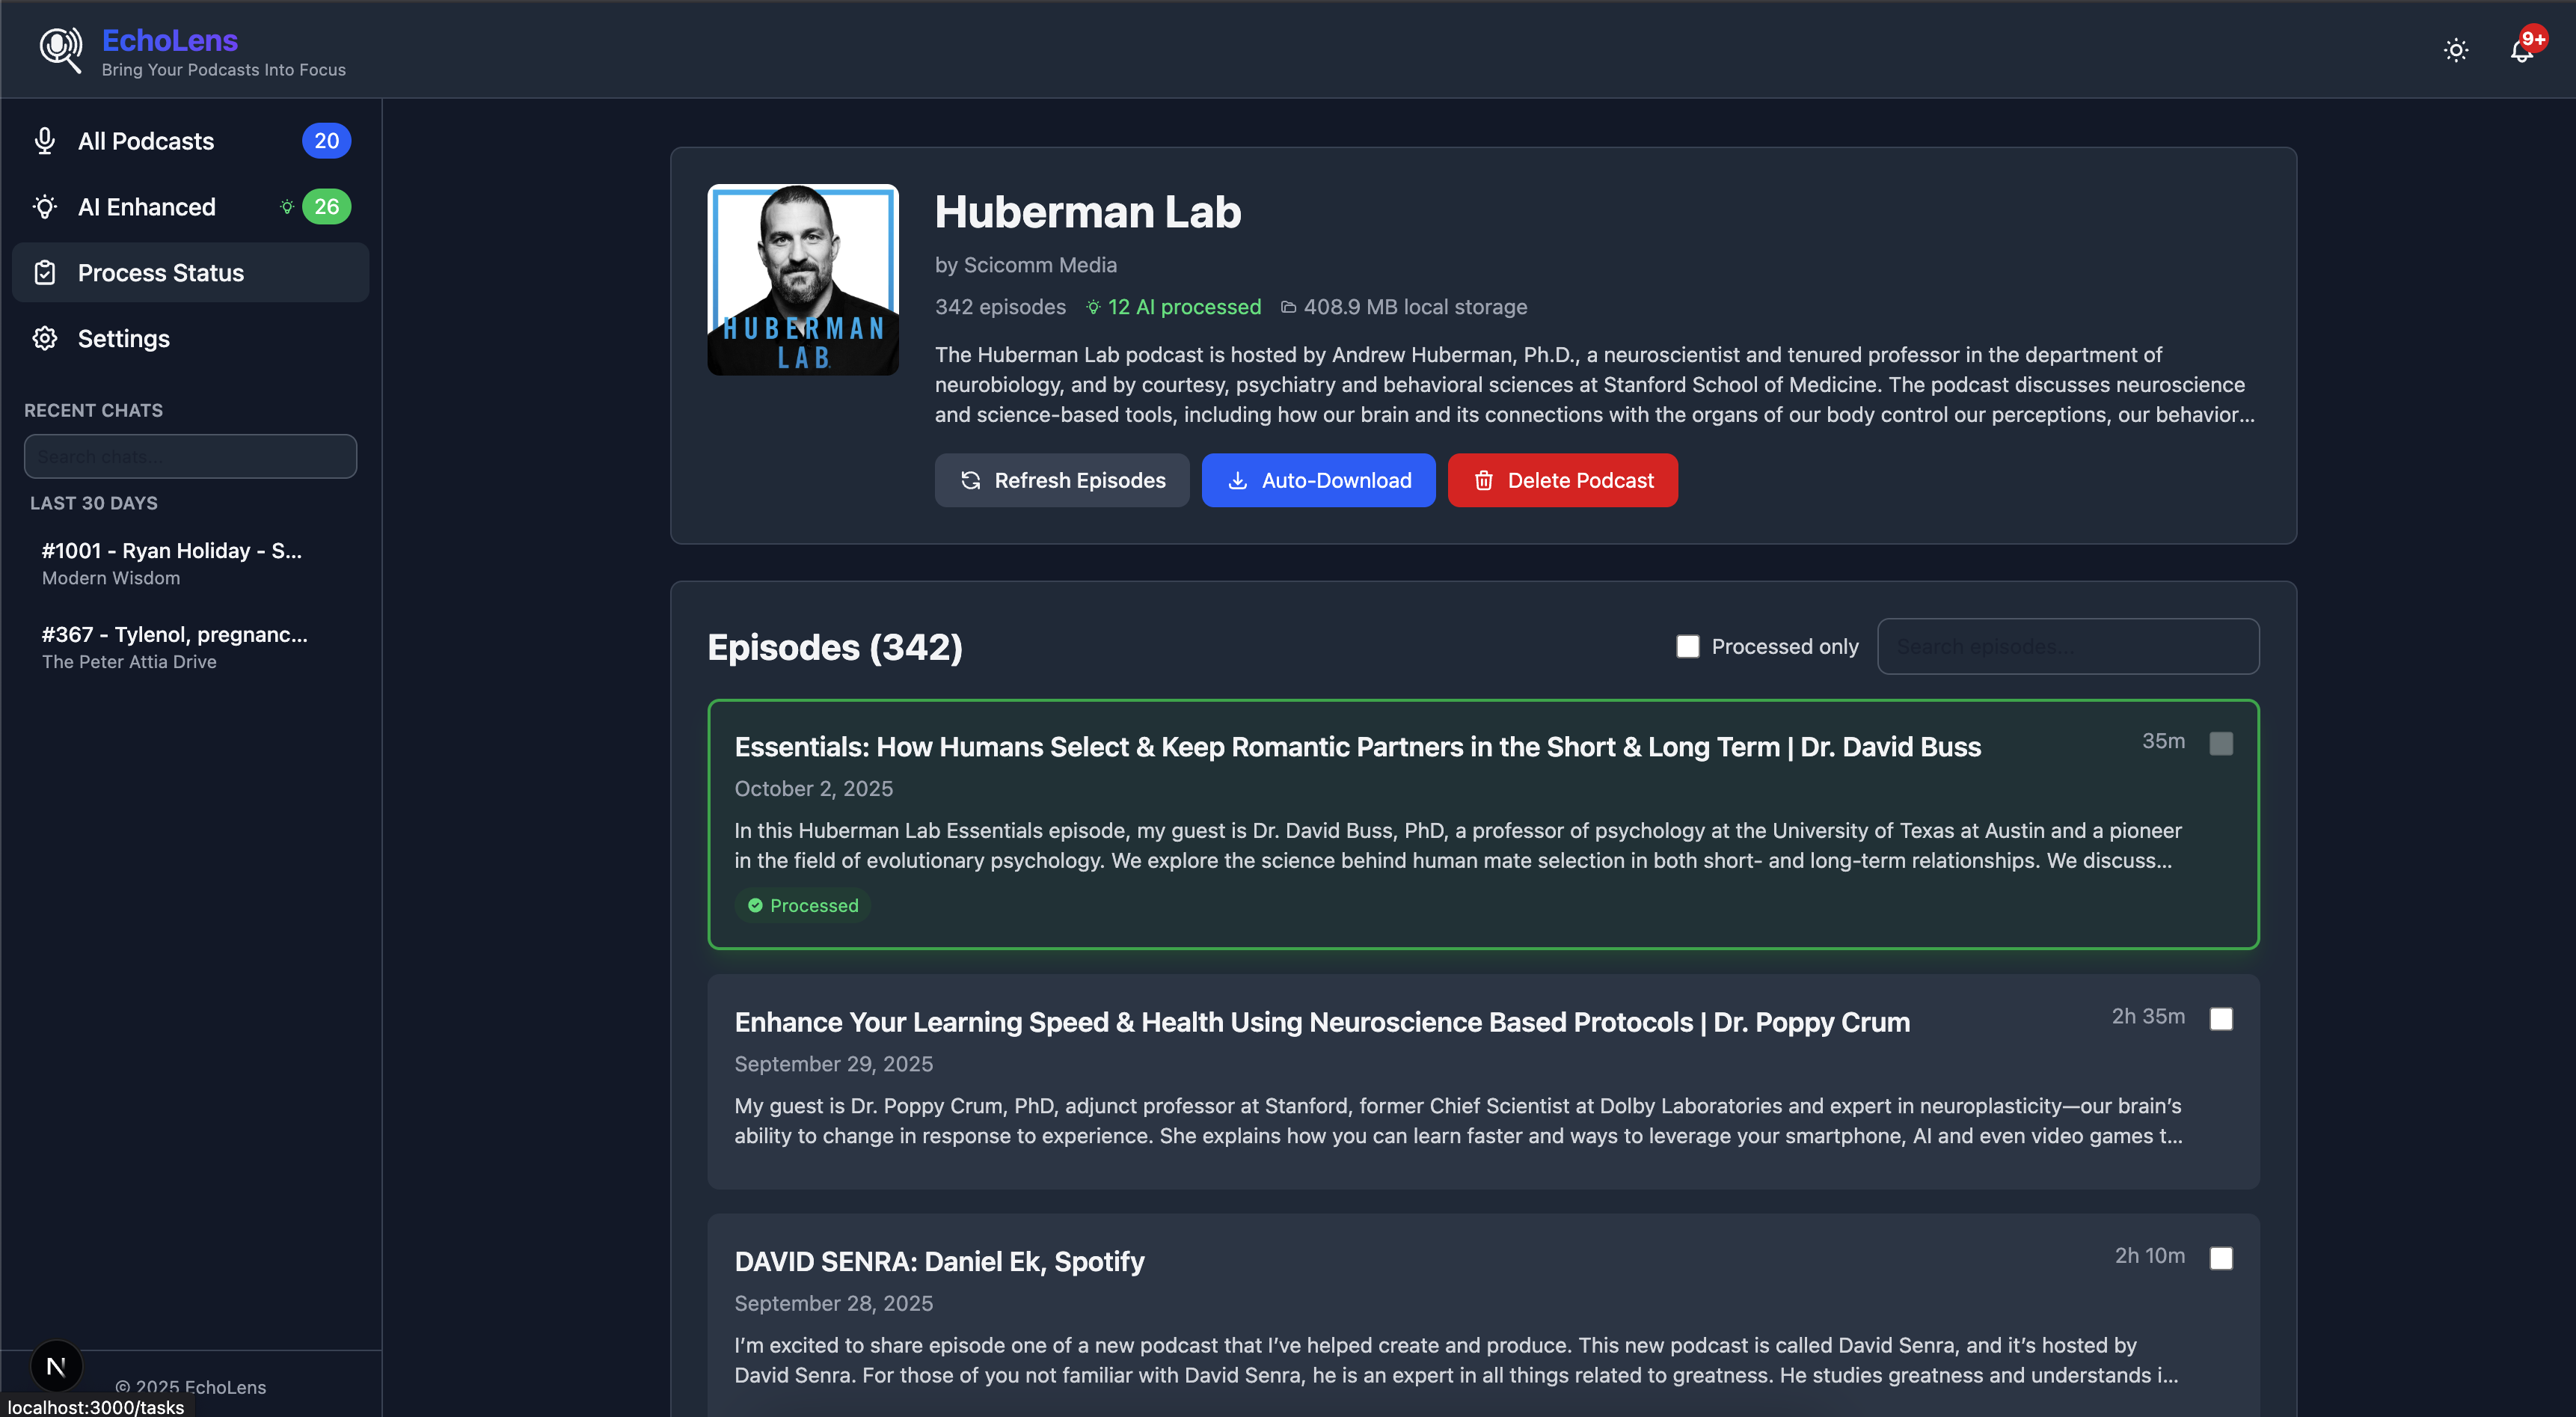 EchoLens
Bring Your Podcasts Into Focus
9+
All Podcasts 20
AI Enhanced 26
Process Status
Settings
RECENT CHATS
Search chats...
LAST 30 DAYS
#1001 - Ryan Holiday - S...
Modern Wisdom
#367 - Tylenol, pregnanc...
The Peter Attia Drive
N
© 2025 EchoLens
localhost:3000/tasks
HUBERMAN
LAB
Huberman Lab
by Scicomm Media
342 episodes 12 AI processed 408.9 MB local storage
The Huberman Lab podcast is hosted by Andrew Huberman, Ph.D., a neuroscientist and tenured professor in the department of
neurobiology, and by courtesy, psychiatry and behavioral sciences at Stanford School of Medicine. The podcast discusses neuroscience
and science-based tools, including how our brain and its connections with the organs of our body control our perceptions, our behavior...
Refresh Episodes Auto-Download Delete Podcast
Episodes (342) Processed only Search episodes...
Essentials: How Humans Select & Keep Romantic Partners in the Short & Long Term | Dr. David Buss 35m
October 2, 2025
In this Huberman Lab Essentials episode, my guest is Dr. David Buss, PhD, a professor of psychology at the University of Texas at Austin and a pioneer
in the field of evolutionary psychology. We explore the science behind human mate selection in both short- and long-term relationships. We discuss...
Processed
Enhance Your Learning Speed & Health Using Neuroscience Based Protocols | Dr. Poppy Crum 2h 35m
September 29, 2025
My guest is Dr. Poppy Crum, PhD, adjunct professor at Stanford, former Chief Scientist at Dolby Laboratories and expert in neuroplasticity—our brain’s
ability to change in response to experience. She explains how you can learn faster and ways to leverage your smartphone, AI and even video games t...
DAVID SENRA: Daniel Ek, Spotify 2h 10m
September 28, 2025
I’m excited to share episode one of a new podcast that I’ve helped create and produce. This new podcast is called David Senra, and it’s hosted by
David Senra. For those of you not familiar with David Senra, he is an expert in all things related to greatness. He studies greatness and understands i...